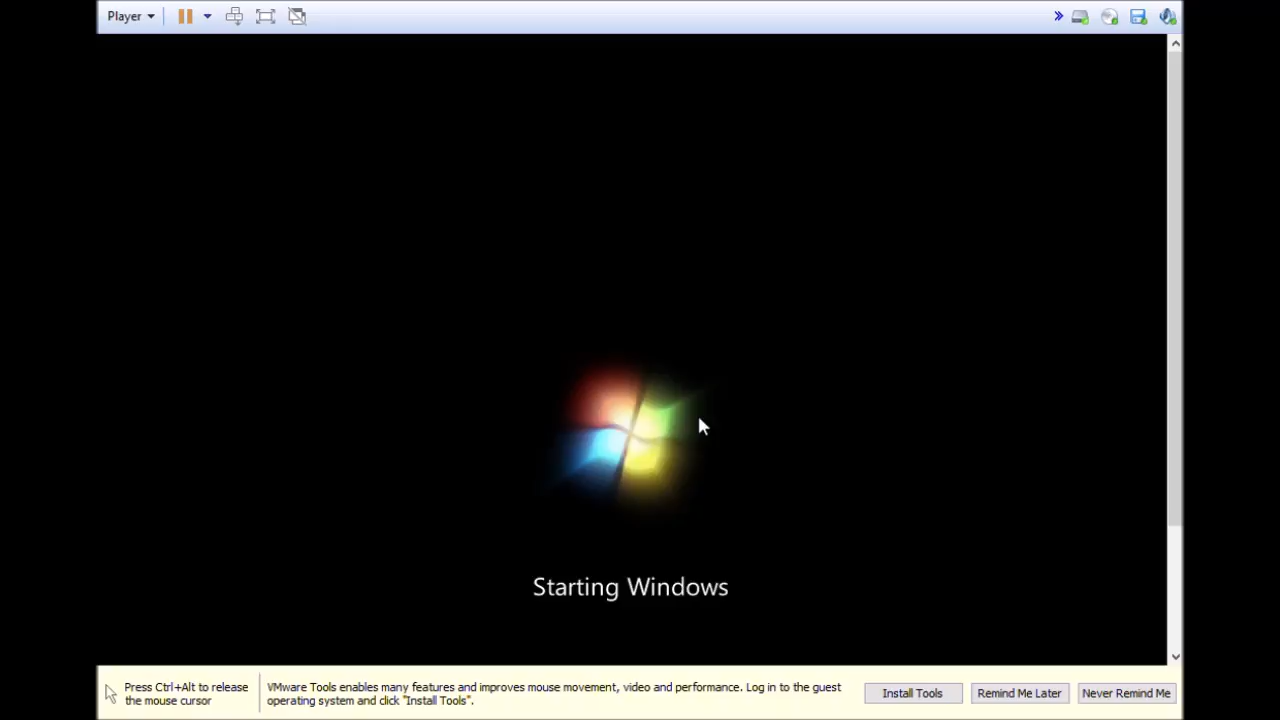 Player
Starting Windows
Press Ctrl+Alt to release
the mouse cursor
VMware Tools enables many features and improves mouse movement, video and performance. Log in to the guest
operating system and click "Install Tools".
Install Tools
Remind Me Later
Never Remind Me